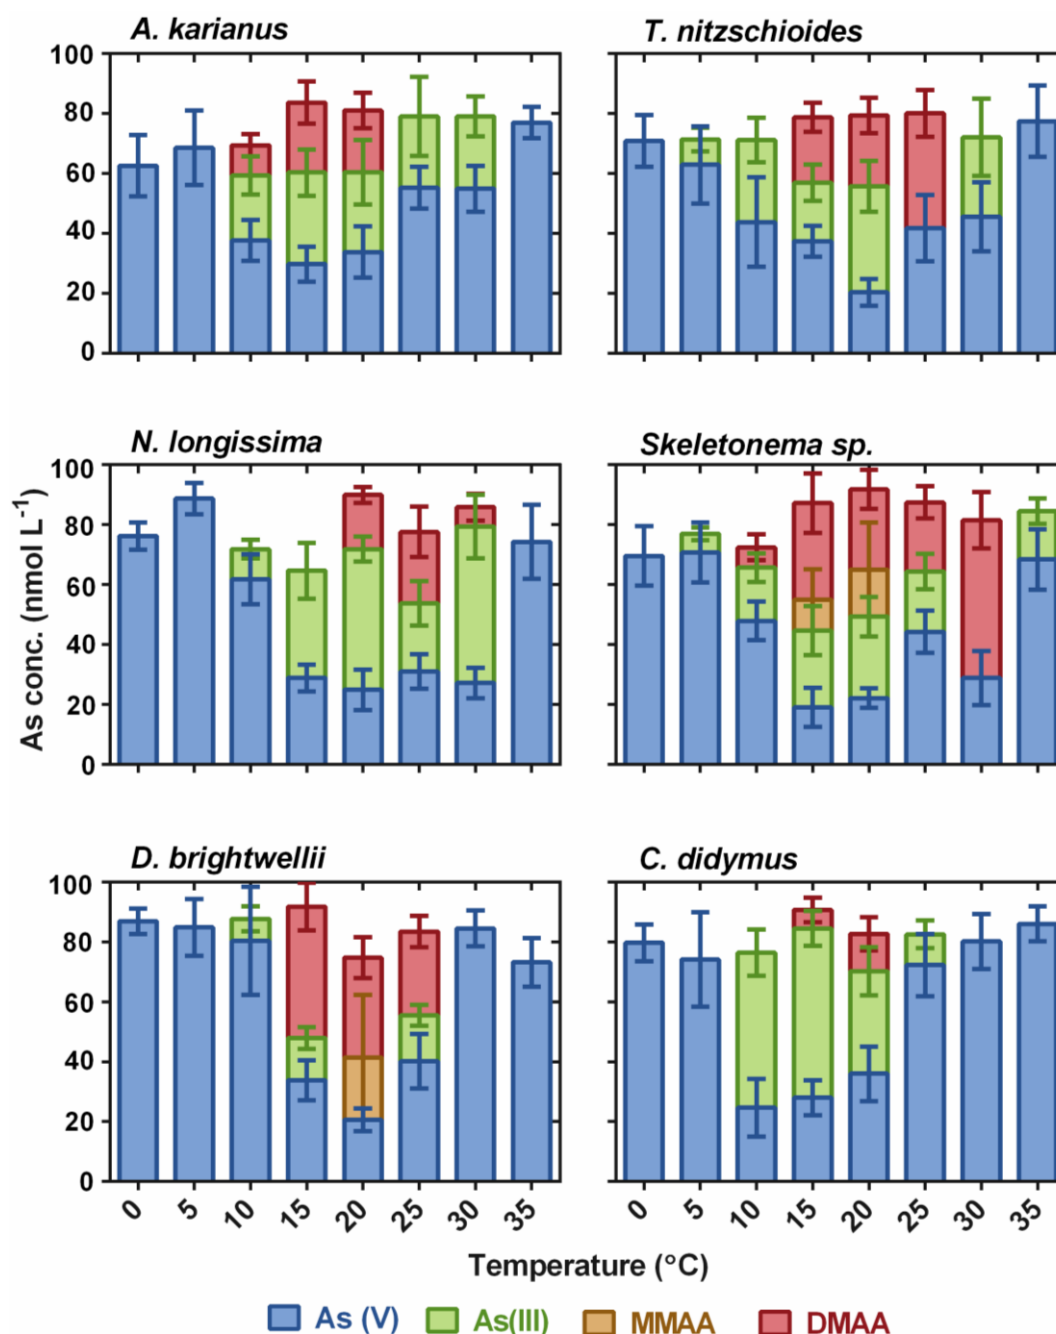 A. karianus
T. nitzschioides
100
80
60
40
20
0
N. longissima
Skeletonema sp.
100
80
60
40
20
0
As conc. (nmol L-1)
D. brightwellii
C. didymus
100
80
60
40
20
0
0 5 10 15 20 25 30 35
0 5 10 15 20 25 30 35
Temperature (°C)
As (V) As(III) MMAA DMAA